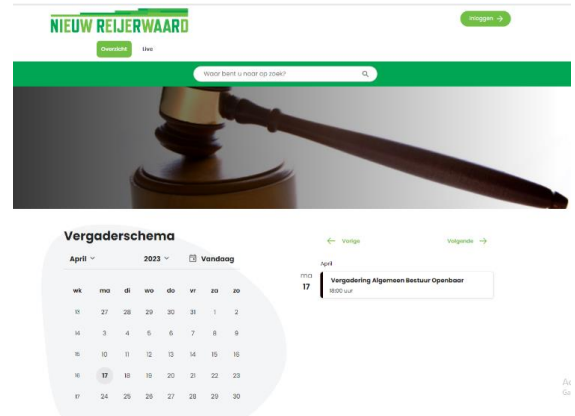 NIEUW REIJERWAARD
Inloggen →
Overzicht Live
Waar bent u naar op zoek?
Vergaderschema
← Vorige Volgende →
April 2023 Vandaag
April
ma
17
Vergadering Algemeen Bestuur Openbaar
18:00 uur
wk ma di wo do vr za zo
13 27 28 29 30 31 1 2
14 3 4 5 6 7 8 9
15 10 11 12 13 14 15 16
16 17 18 19 20 21 22 23
17 24 25 26 27 28 29 30